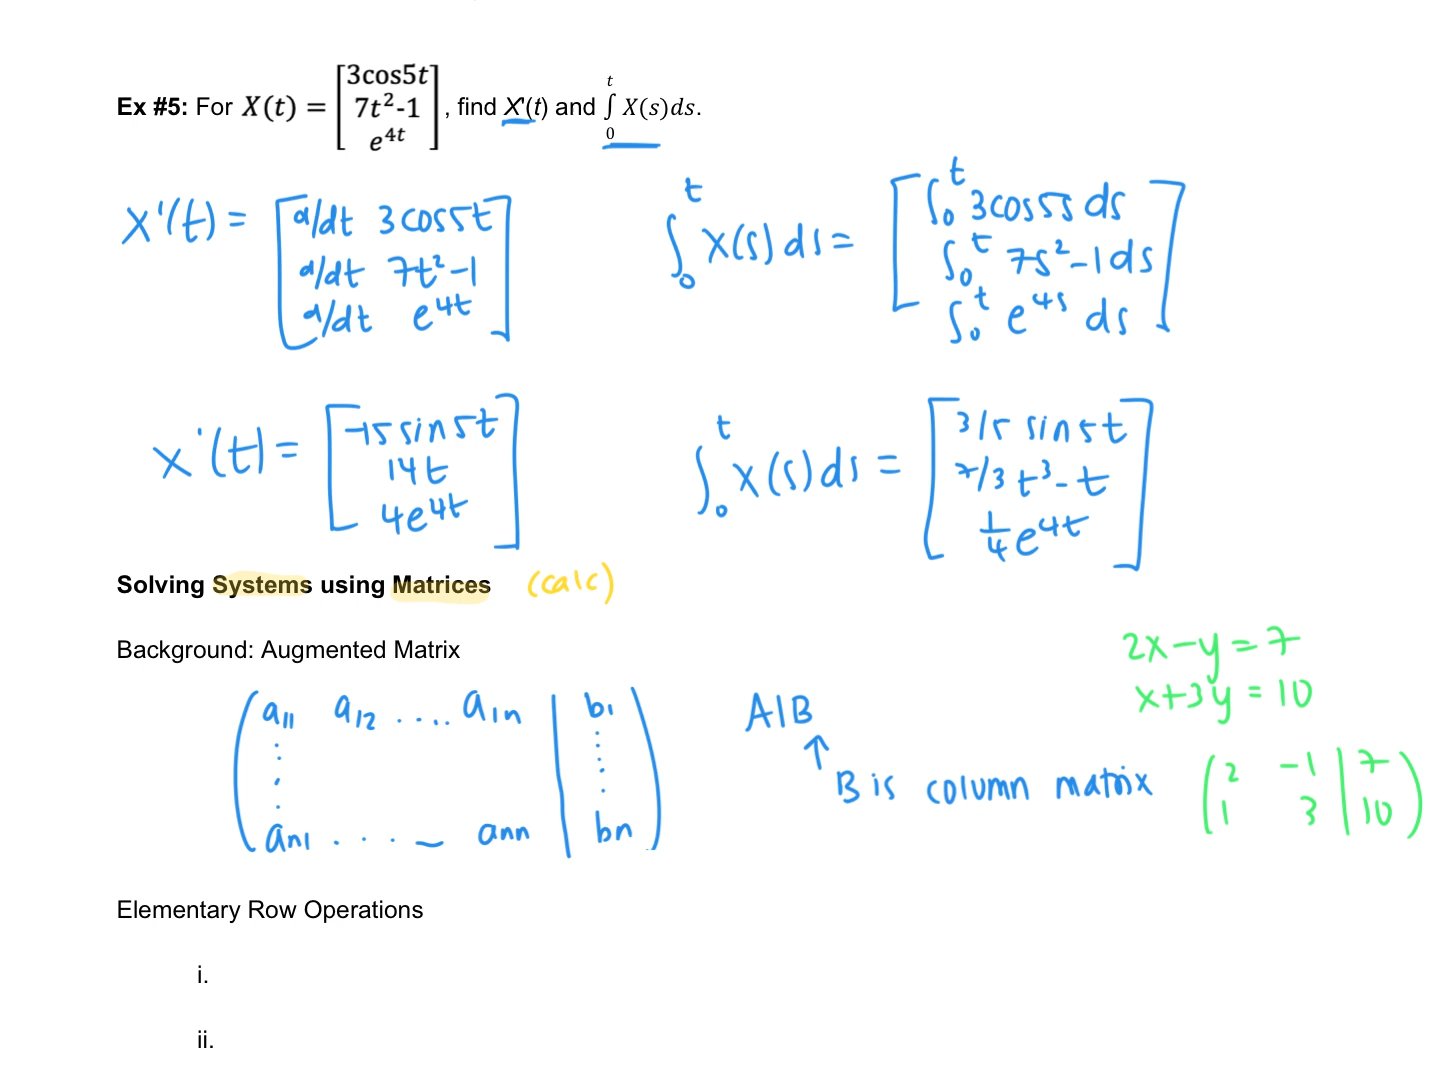 Ex #5: For X(t) = [3cos5t
7t²-1
e^4t], find X'(t) and ∫₀ᵗ X(s)ds.
x'(t) = [d/dt 3cos5t
d/dt 7t²-1
d/dt e^4t]
∫₀ᵗ x(s)ds = [∫₀ᵗ 3cos5s ds
∫₀ᵗ 7s²-1ds
∫₀ᵗ e^4s ds]
x'(t) = [-15 sin5t
14t
4e^4t]
∫₀ᵗ x(s)ds = [3/5 sin5t
7/3 t³-t
1/4 e^4t]
Solving Systems using Matrices (calc)
Background: Augmented Matrix
(a₁₁ a₁₂ .... a₁n | b₁
⋮ ⋮
an1 . . . _ ann | bn)
A|B
↑
B is column matrix
2x-y=7
x+3y=10
(2 -1 | 7
1 3 | 10)
Elementary Row Operations
i.
ii.